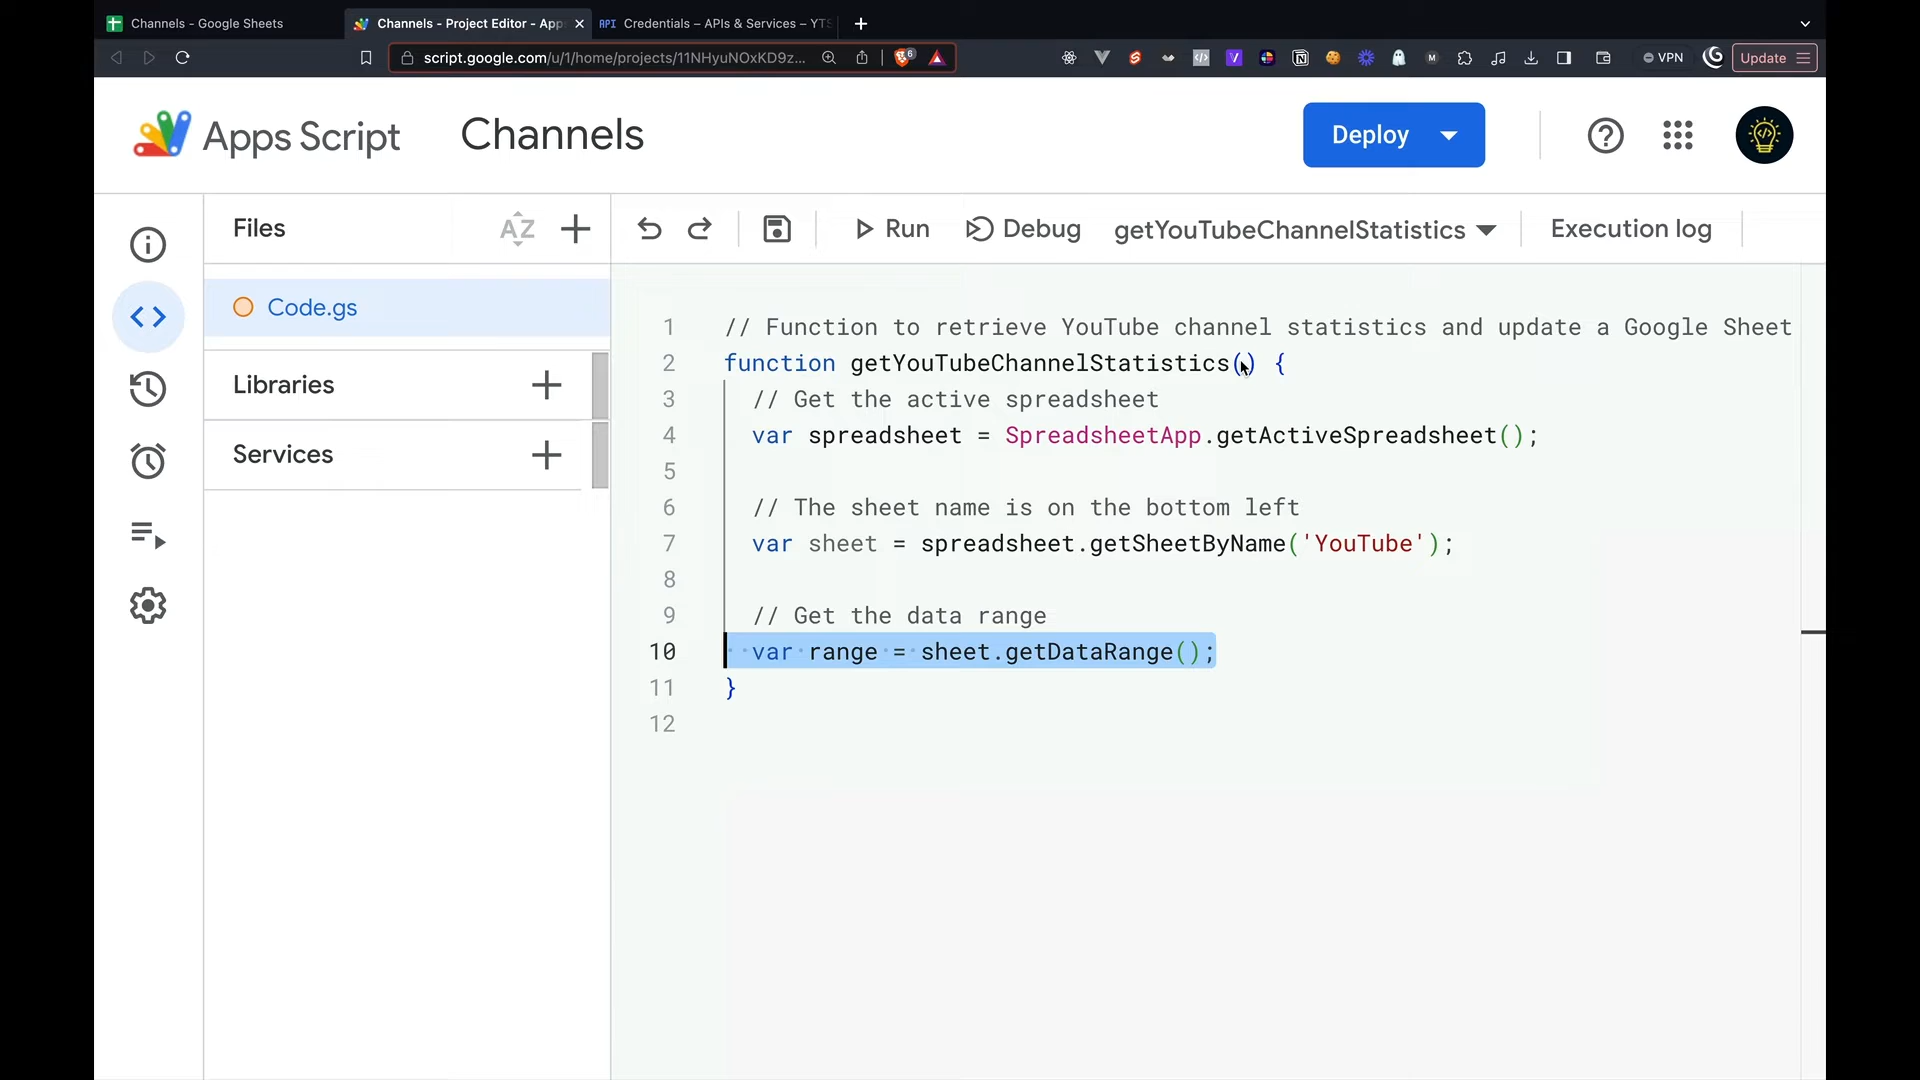 Channels - Google Sheets
Channels - Project Editor - App
API Credentials – APIs & Services – YTS
script.google.com/u/1/home/projects/11NHyuNOxKD9z...
6
M
VPN
Update
Apps Script
Channels
Deploy
Files
AZ
Run
Debug
getYouTubeChannelStatistics
Execution log
Code.gs
Libraries
Services
1 // Function to retrieve YouTube channel statistics and update a Google Sheet
2 function getYouTubeChannelStatistics() {
3 // Get the active spreadsheet
4 var spreadsheet = SpreadsheetApp.getActiveSpreadsheet();
5
6 // The sheet name is on the bottom left
7 var sheet = spreadsheet.getSheetByName('YouTube');
8
9 // Get the data range
10 var range = sheet.getDataRange();
11 }
12